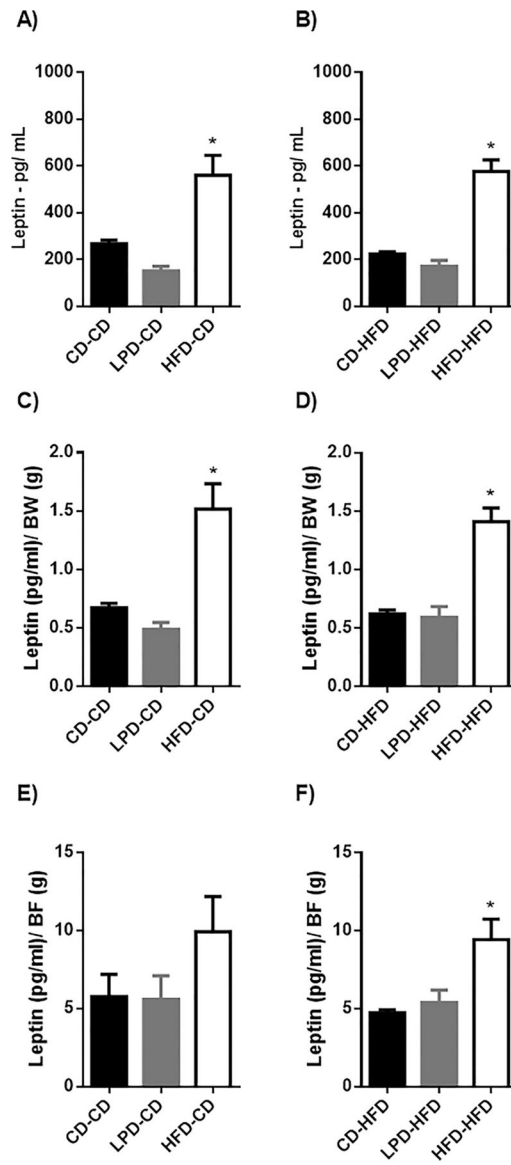 A)
B)
Leptin - pg/ mL
1000
800
600
400
200
0
*
CD-CD
LPD-CD
HFD-CD
Leptin - pg/ mL
1000
800
600
400
200
0
*
CD-HFD
LPD-HFD
HFD-HFD
C)
D)
Leptin (pg/ml)/ BW (g)
2.0
1.5
1.0
0.5
0.0
*
CD-CD
LPD-CD
HFD-CD
Leptin (pg/ml)/ BW (g)
2.0
1.5
1.0
0.5
0.0
*
CD-HFD
LPD-HFD
HFD-HFD
E)
F)
Leptin (pg/ml)/ BF (g)
15
10
5
0
CD-CD
LPD-CD
HFD-CD
Leptin (pg/ml)/ BF (g)
15
10
5
0
*
CD-HFD
LPD-HFD
HFD-HFD